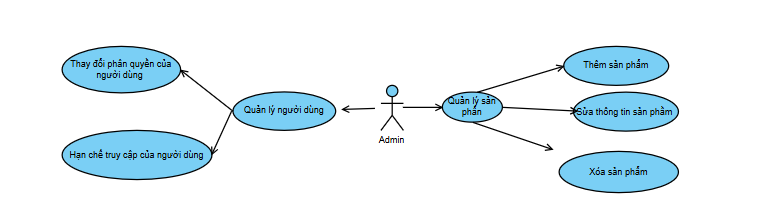 Thay đổi phân quyền của
người dùng
Thêm sản phẩm
Quản lý người dùng
Quản lý sản
phẩn
Sửa thông tin sản phẩm
Admin
Hạn chế truy cập của người dùng
Xóa sản phẩm